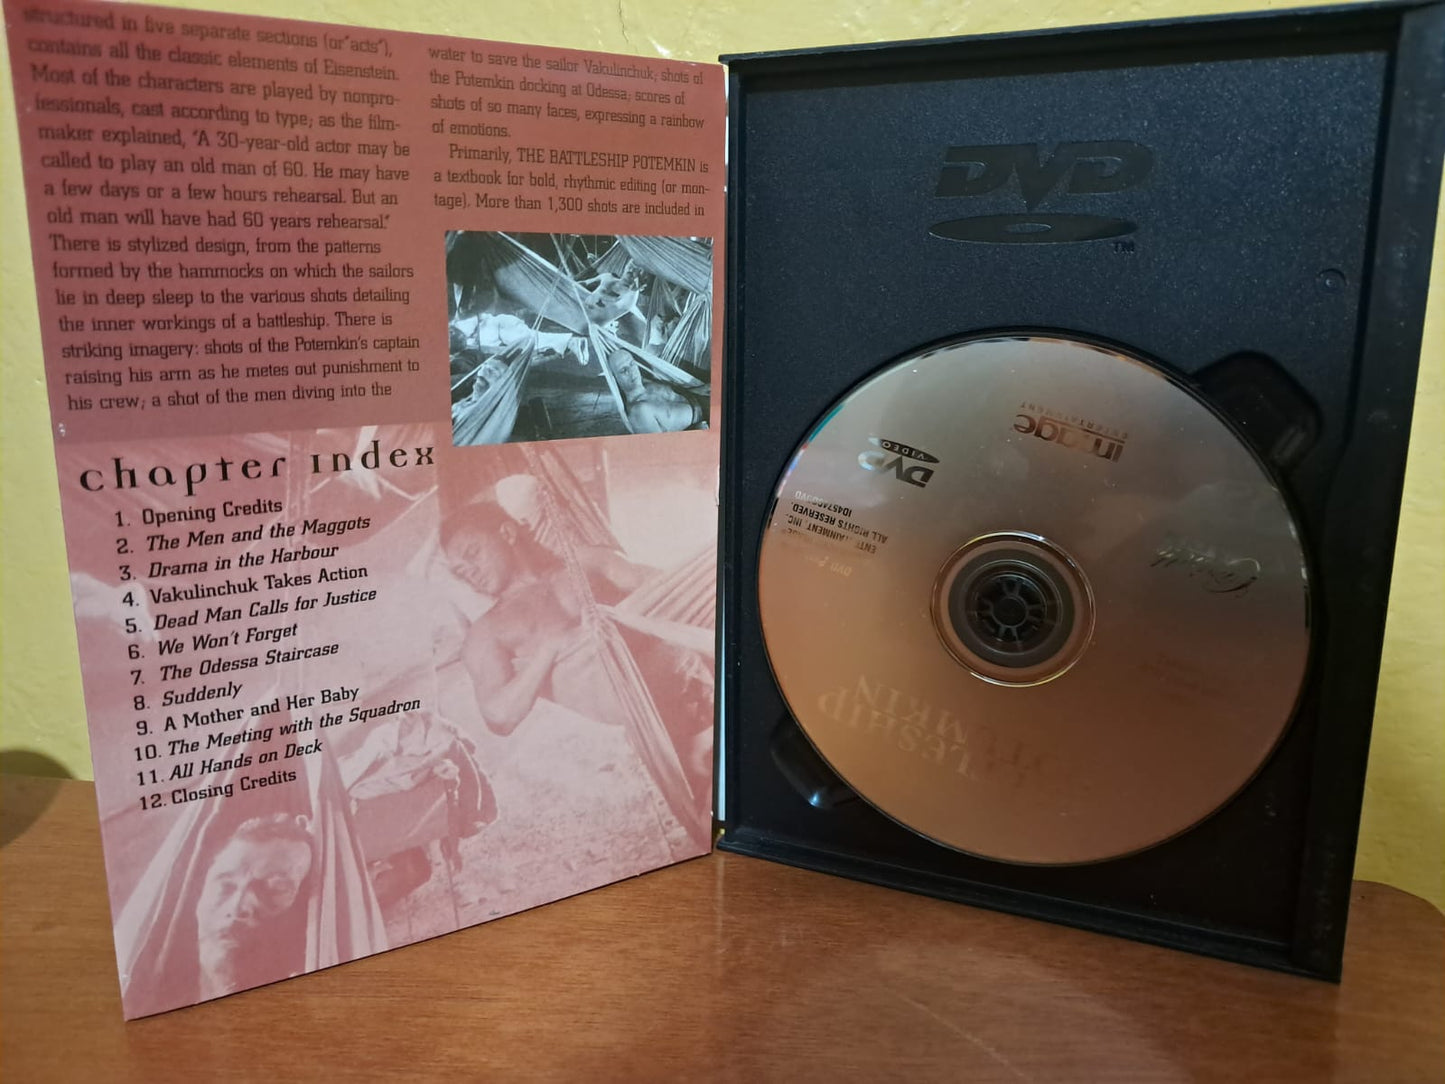 structured in five separate sections (or "acts"),
contains all the classic elements of Eisenstein.
Most of the characters are played by nonpro-
fessionals, cast according to type; as the film-
maker explained, "A 30-year-old actor may be
called to play an old man of 60. He may have
a few days or a few hours rehearsal. But an
old man will have had 60 years rehearsal."
There is stylized design, from the patterns
formed by the hammocks on which the sailors
lie in deep sleep to the various shots detailing
the inner workings of a battleship. There is
striking imagery: shots of the Potemkin's captain
raising his arm as he metes out punishment to
his crew; a shot of the men diving into the
water to save the sailor Vakulinchuk; shots of
the Potemkin docking at Odessa; scores of
shots of so many faces, expressing a rainbow
of emotions.
Primarily, THE BATTLESHIP POTEMKIN is
a textbook for bold, rhythmic editing (or mon-
tage). More than 1,300 shots are included in
chapter index
1. Opening Credits
2. The Men and the Maggots
3. Drama in the Harbour
4. Vakulinchuk Takes Action
5. Dead Man Calls for Justice
6. We Won't Forget
7. The Odessa Staircase
8. Suddenly
9. A Mother and Her Baby
10. The Meeting with the Squadron
11. All Hands on Deck
12. Closing Credits
DVD
TM
image
ENTERTAINMENT
DVD
VIDEO
INC.
ALL RIGHTS RESERVED.